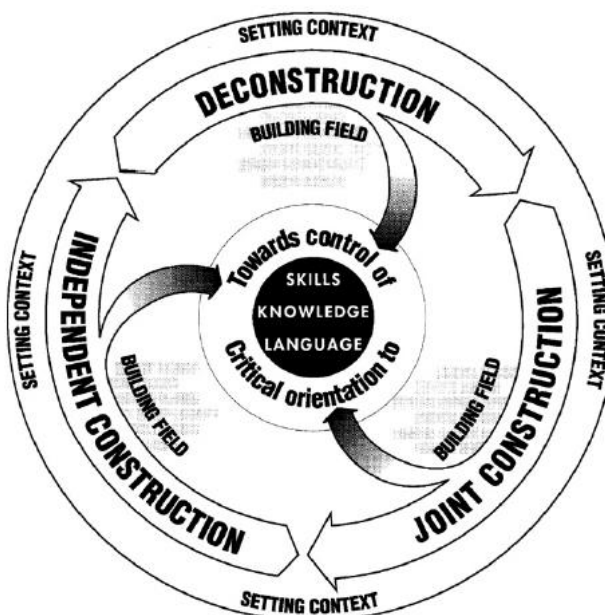 SETTING CONTEXT
DECONSTRUCTION
BUILDING FIELD
Towards control of
SKILLS
KNOWLEDGE
LANGUAGE
Critical orientation to
SETTING CONTEXT
INDEPENDENT CONSTRUCTION
BUILDING FIELD
SETTING CONTEXT
JOINT CONSTRUCTION
BUILDING FIELD
SETTING CONTEXT